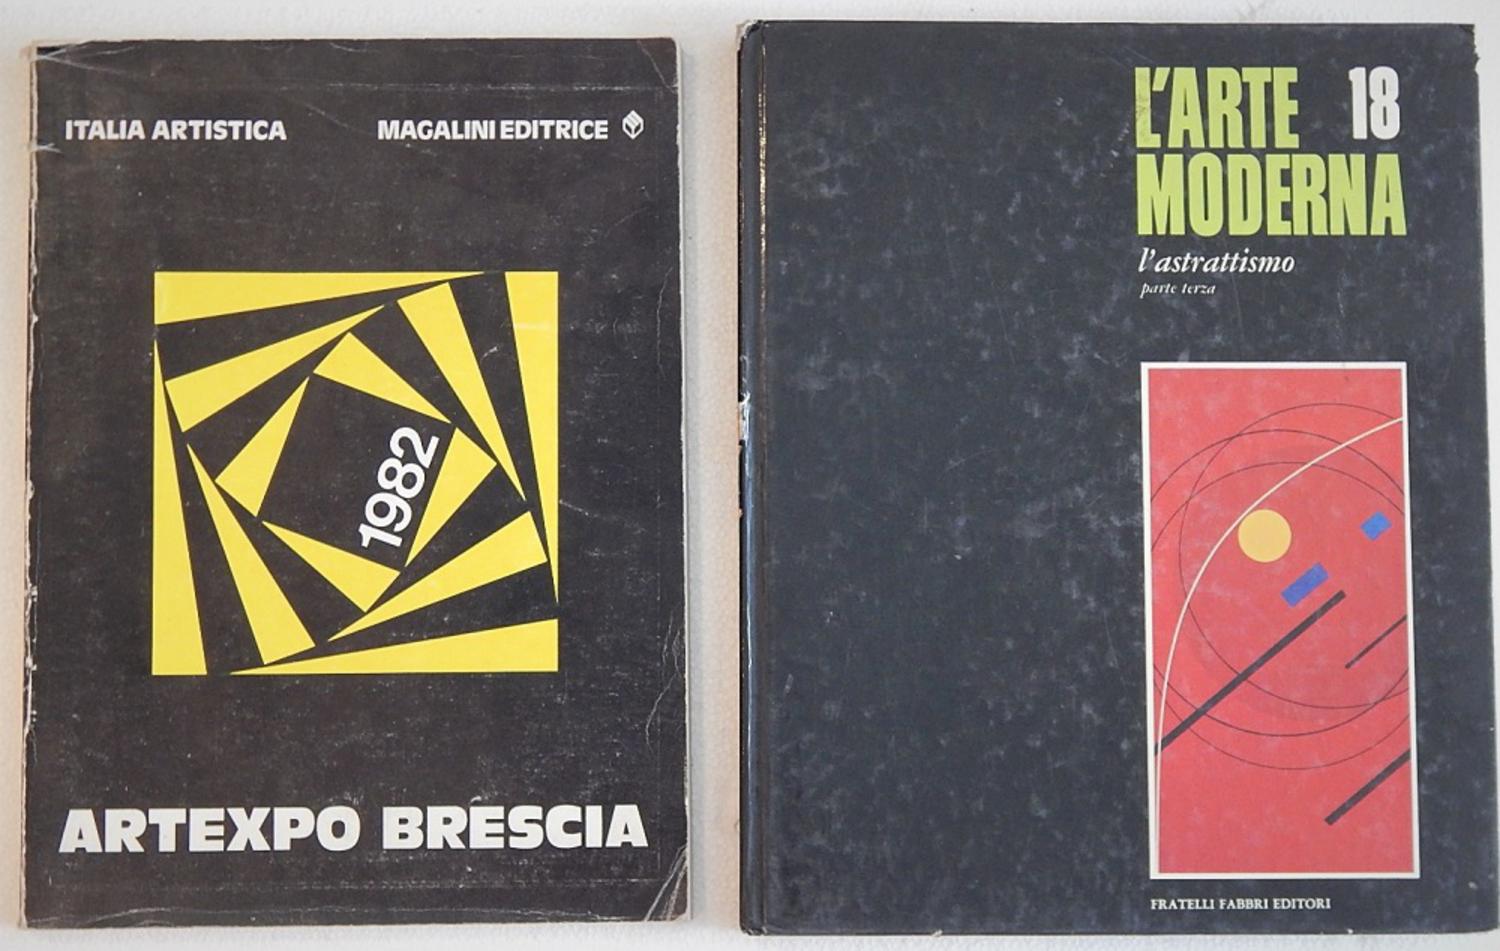 ITALIA ARTISTICA
MAGALINI EDITRICE
1982
ARTEXPO BRESCIA
L'ARTE 18
MODERNA
l'astrattismo
parte terza
FRATELLI FABBRI EDITORI